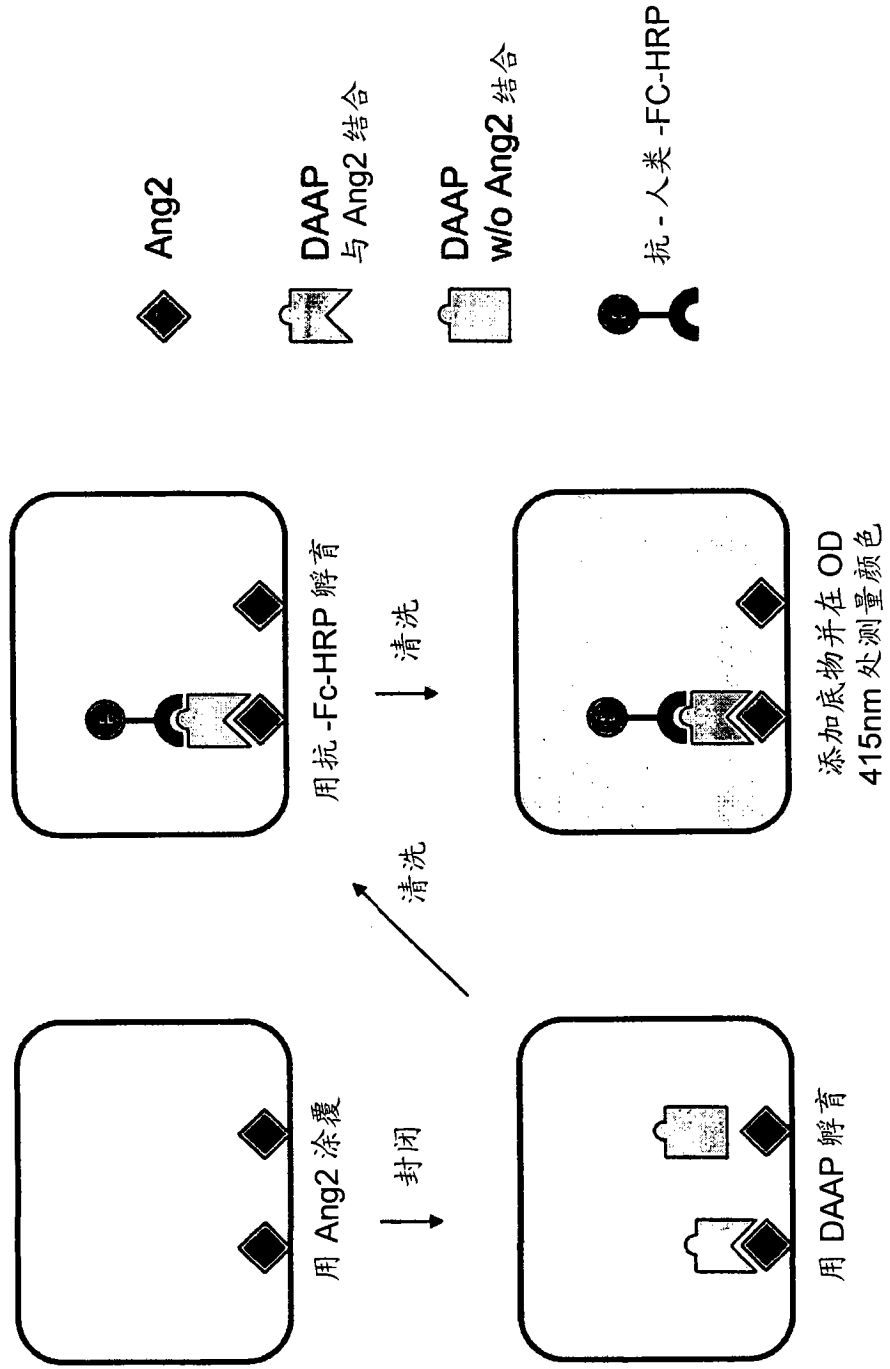 用 Ang2 涂覆
封闭
用 DAAP 孵育
清洗
用抗 -Fc-HRP 孵育
清洗
添加底物并在 OD
415nm 处测量颜色
Ang2
DAAP
与 Ang2 结合
DAAP
w/o Ang2 结合
抗 - 人类 -FC-HRP